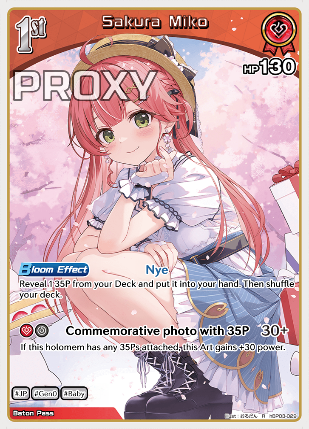 1st
Sakura Miko
HP130
PROXY
Bloom Effect
Nye
Reveal 1 35P from your Deck and put it into your hand. Then shuffle
your deck.
Commemorative photo with 35P 30+
If this holomem has any 35Ps attached, this Art gains +30 power.
#JP #Gen0 #Baby
Baton Pass
R hBP03-026